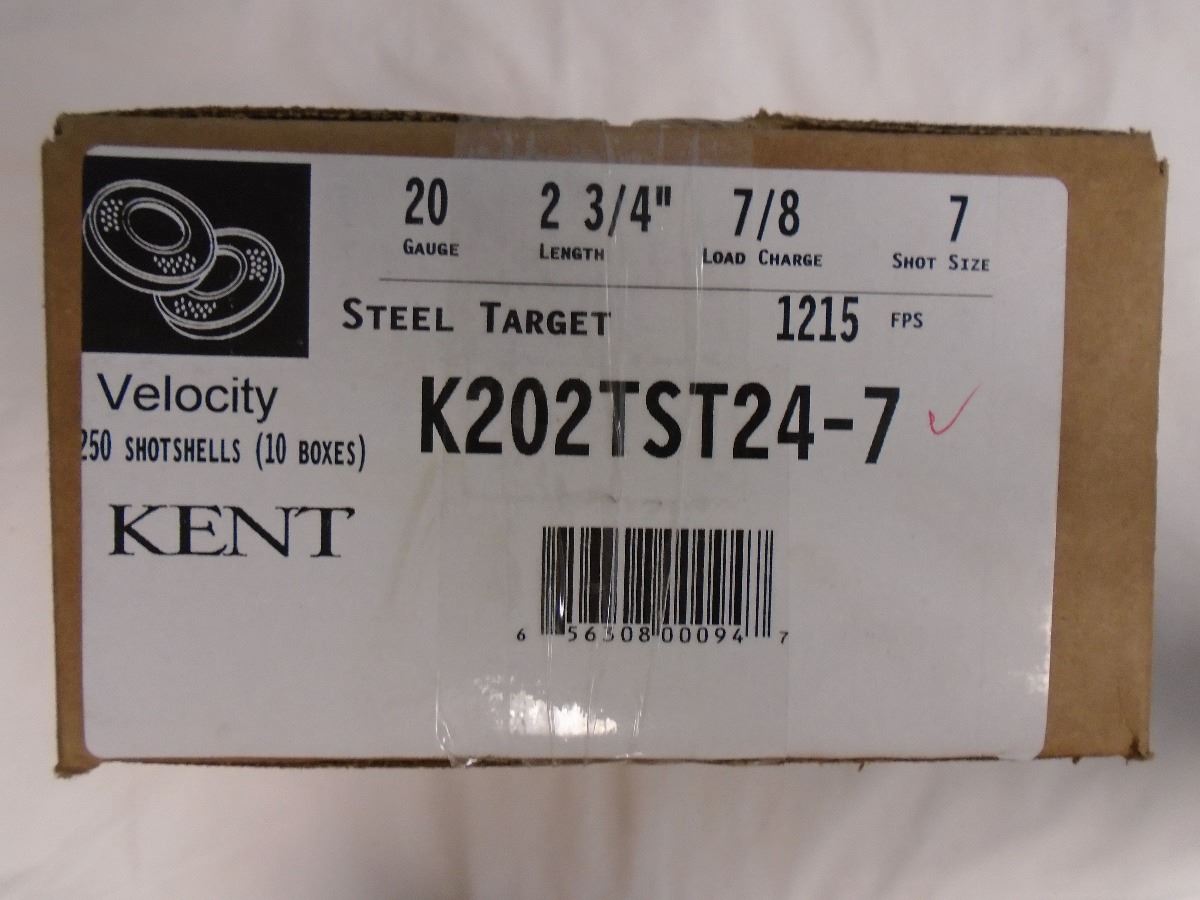 20 2 3/4" 7/8 7
GAUGE LENGTH LOAD CHARGE SHOT SIZE
STEEL TARGET 1215 FPS
Velocity
K202TST24-7
250 SHOTSHELLS (10 BOXES)
KENT
6 56308 00094 7